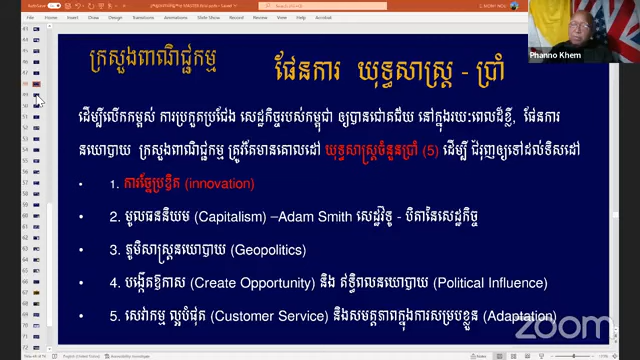 ក្រសួងពាណិជ្ជកម្ម
ផែនការ យុទ្ធសាស្ត្រ - ប្រាំ
Phanno Khem
ដើម្បីលើកកម្ពស់ ការប្រកួតប្រជែង សេដ្ឋកិច្ចរបស់កម្ពុជា ឲ្យបានជោគជ័យ នៅក្នុងរយៈពេលដ៏ខ្លី, ផែនការ
នយោបាយ ក្រសួងពាណិជ្ជកម្ម ត្រូវតែមានគោលដៅ យុទ្ធសាស្ត្រចំនួនប្រាំ (5) ដើម្បី ជំរុញឲ្យទៅដល់ទិសដៅ
• 1. ការច្នៃប្រឌិត (innovation)
• 2. មូលធននិយម (Capitalism) –Adam Smith សេដ្ឋវិទូ - បិតានៃសេដ្ឋកិច្ច
• 3. ភូមិសាស្ត្រនយោបាយ (Geopolitics)
• 4. បង្កើតឱកាស (Create Opportunity) និង ឥទ្ធិពលនយោបាយ (Political Influence)
• 5. សេវាកម្ម ល្អបំផុត (Customer Service) និងសមត្ថភាពក្នុងការសម្របខ្លួន (Adaptation)
zoom